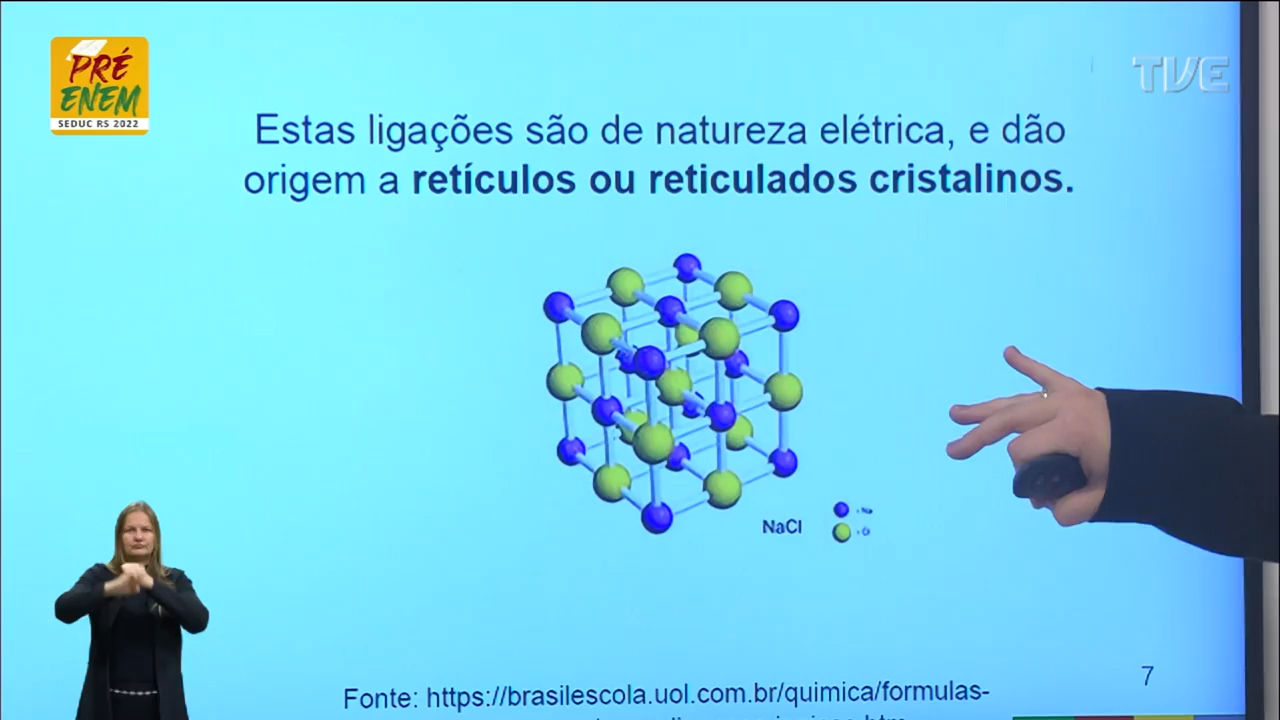 PRÉ
ENEM
SEDUC RS 2022
TVE
Estas ligações são de natureza elétrica, e dão
origem a retículos ou reticulados cristalinos.
NaCl
Fonte: https://brasilescola.uol.com.br/quimica/formulas-
7